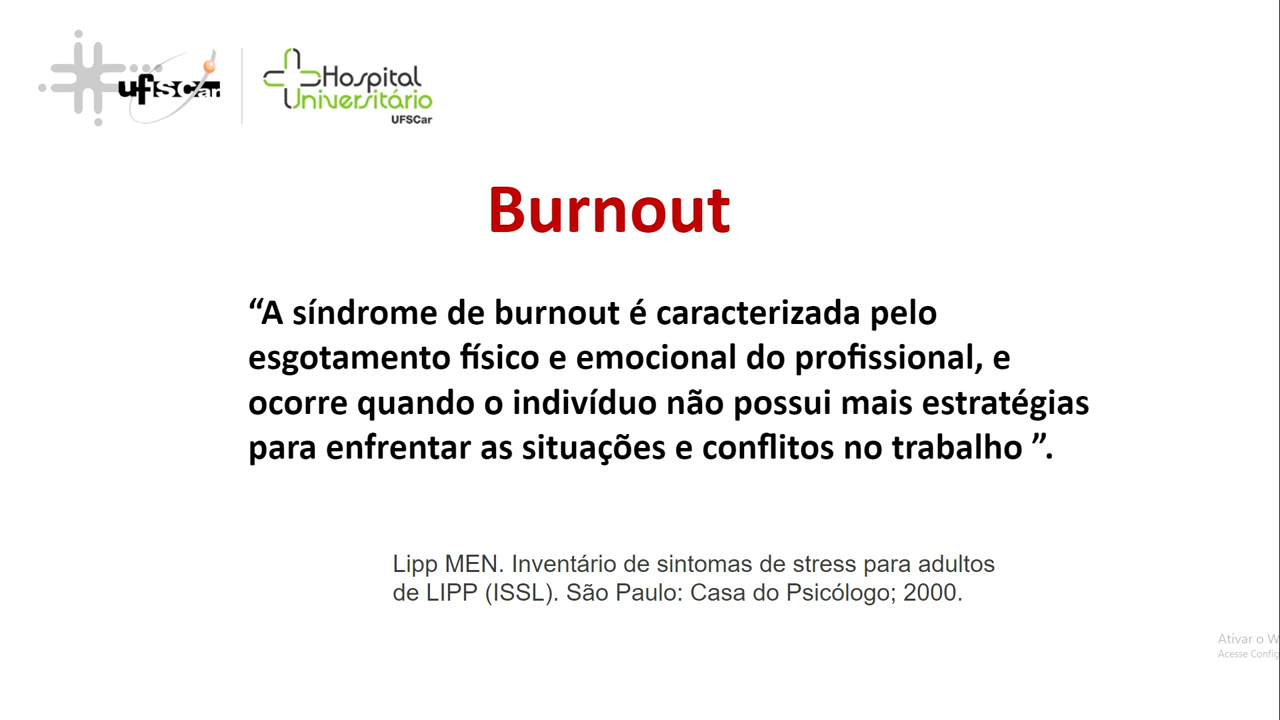 ufsCar
Hospital
Universitário
UFSCar
Burnout
“A síndrome de burnout é caracterizada pelo
esgotamento físico e emocional do profissional, e
ocorre quando o indivíduo não possui mais estratégias
para enfrentar as situações e conflitos no trabalho ”.
Lipp MEN. Inventário de sintomas de stress para adultos
de LIPP (ISSL). São Paulo: Casa do Psicólogo; 2000.
Ativar o W
Acesse Config